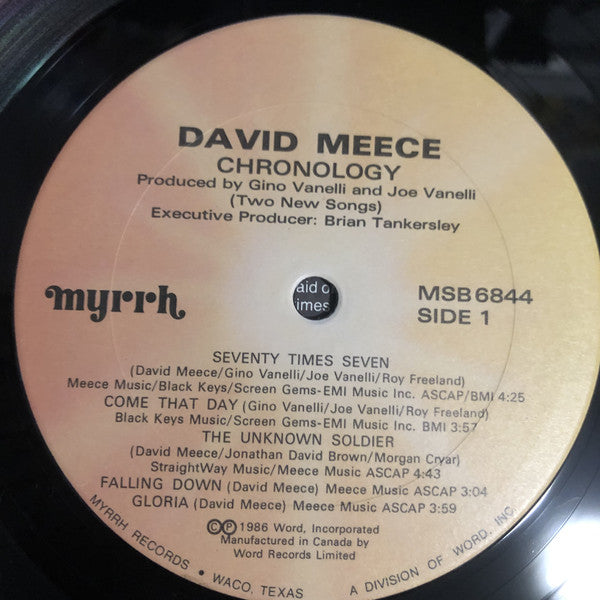 DAVID MEECE
CHRONOLOGY
Produced by Gino Vanelli and Joe Vanelli
(Two New Songs)
Executive Producer: Brian Tankersley
myrrh
aid o
imes
MSB 6844
SIDE 1
SEVENTY TIMES SEVEN
(David Meece/Gino Vanelli/Joe Vanelli/Roy Freeland)
Meece Music/Black Keys/Screen Gems-EMI Music Inc. ASCAP/BMI 4:25
COME THAT DAY (Gino Vanelli/Joe Vanelli/Roy Freeland)
Black Keys Music/Screen Gems-EMI Music Inc. BMI 3:57
THE UNKNOWN SOLDIER
(David Meece/Jonathan David Brown/Morgan Cryar)
StraightWay Music/Meece Music ASCAP 4:43
FALLING DOWN (David Meece) Meece Music ASCAP 3:04
GLORIA (David Meece) Meece Music ASCAP 3:59
©℗ 1986 Word, Incorporated
Manufactured in Canada by
Word Records Limited
MYRRH RECORDS • WACO, TEXAS A DIVISION OF WORD, INC.